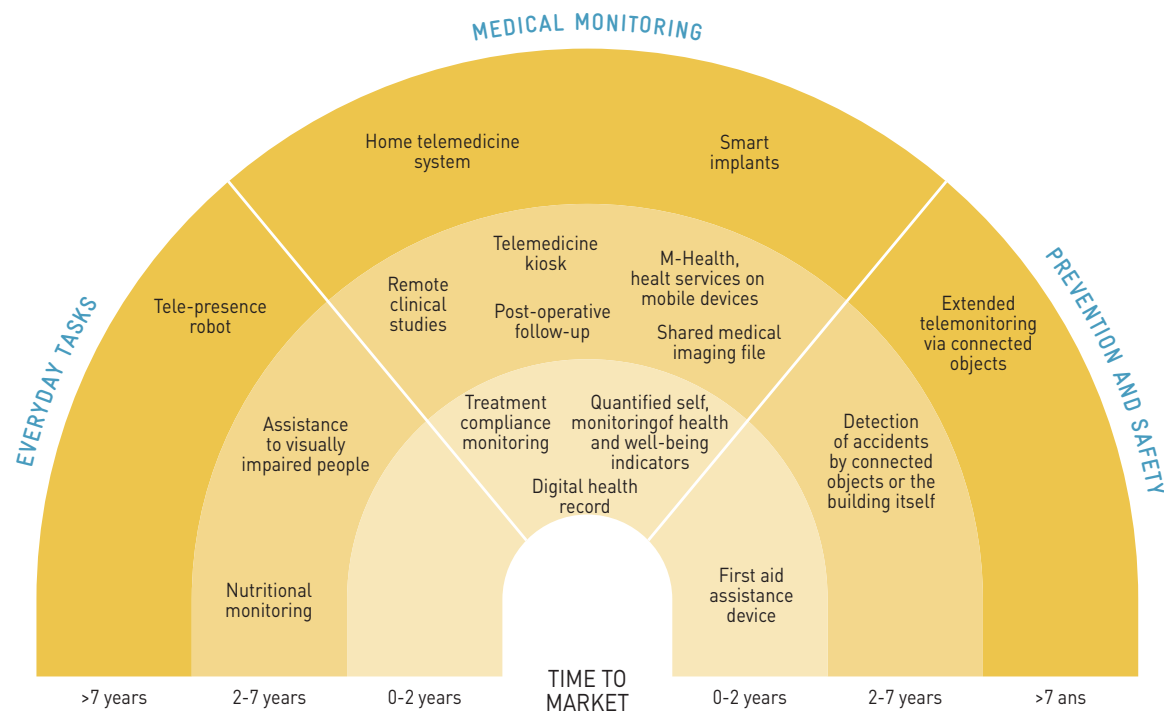 MEDICAL MONITORING
Home telemedicine
system
Smart
implants
Telemedicine
kiosk
M-Health,
healt services on
mobile devices
Remote
clinical
studies
Post-operative
follow-up
Shared medical
imaging file
Treatment
compliance
monitoring
Quantified self,
monitoringof health
and well-being
indicators
Digital health
record
EVERYDAY TASKS
Tele-presence
robot
Assistance
to visually
impaired people
Nutritional
monitoring
PREVENTION AND SAFETY
Extended
telemonitoring
via connected
objects
Detection
of accidents
by connected
objects or the
building itself
First aid
assistance
device
>7 years
2-7 years
0-2 years
TIME TO
MARKET
0-2 years
2-7 years
>7 ans